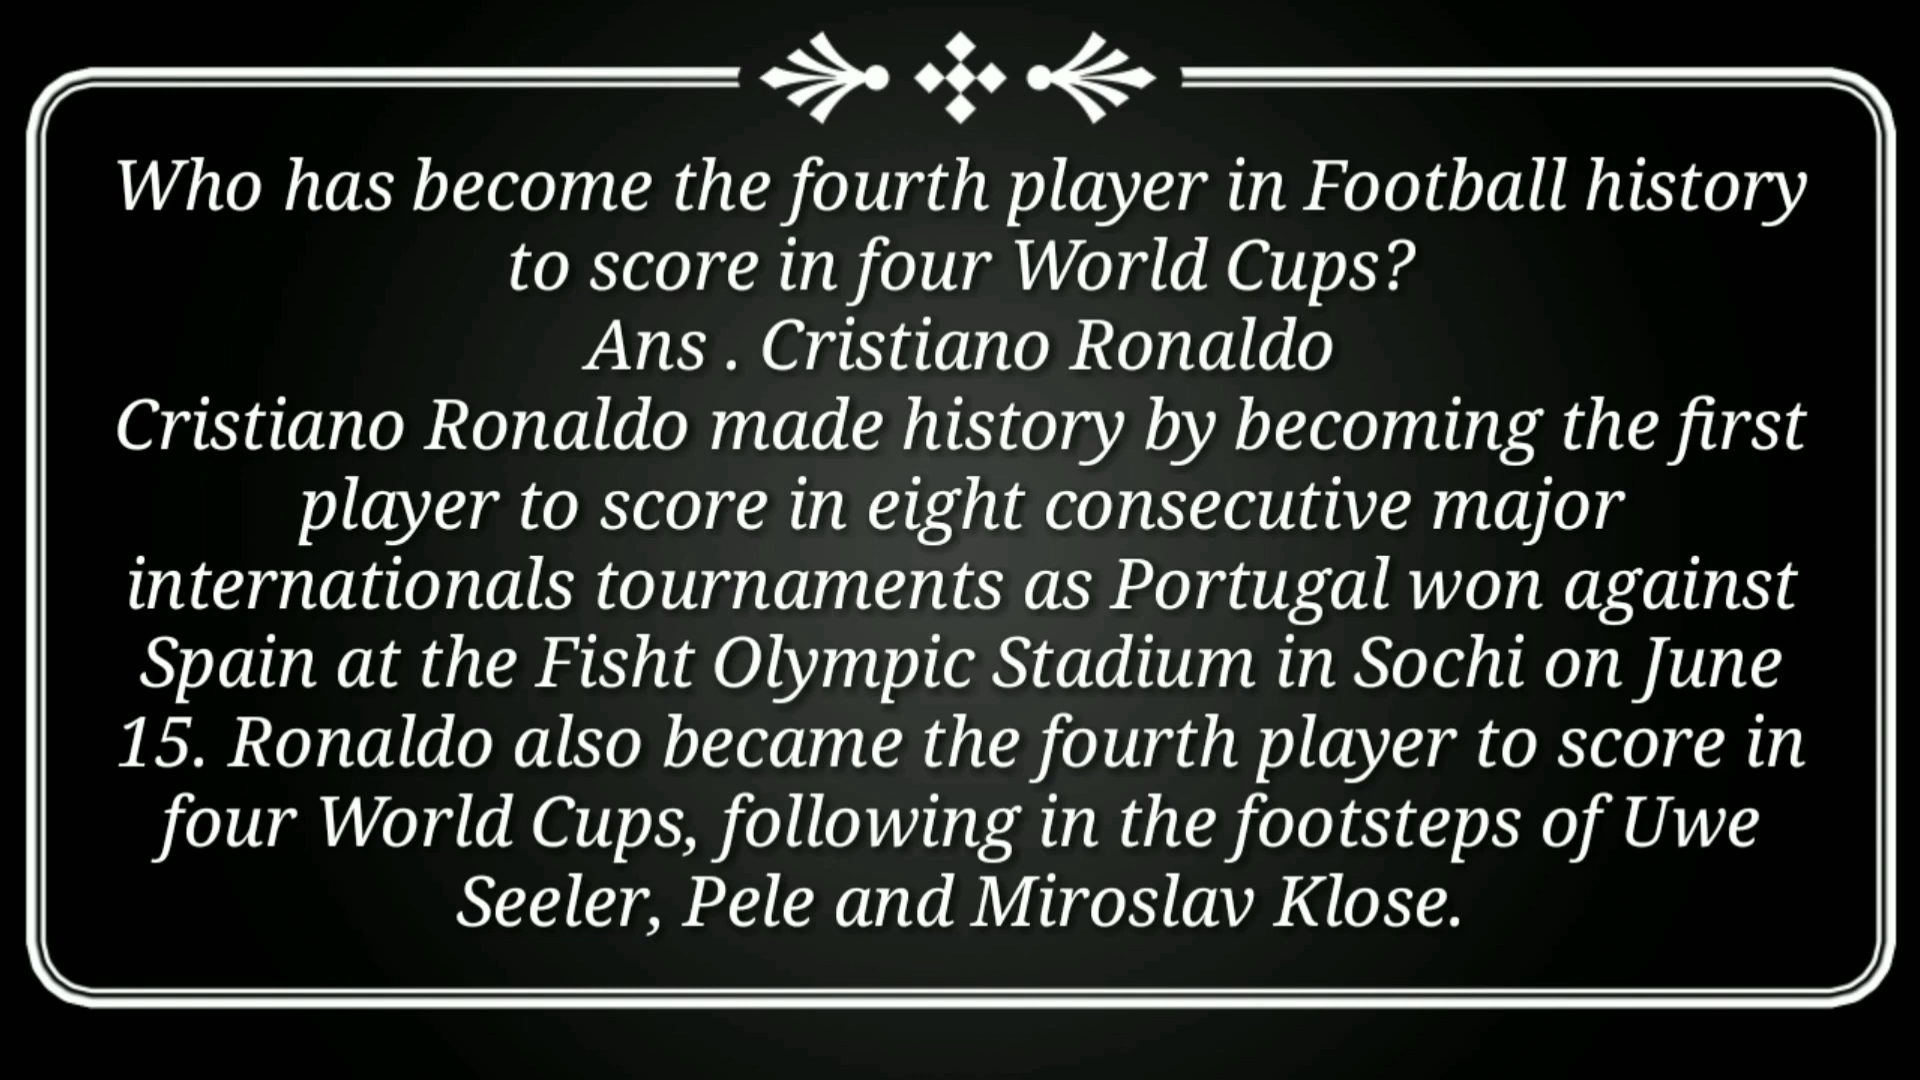 Who has become the fourth player in Football history
to score in four World Cups?
Ans . Cristiano Ronaldo
Cristiano Ronaldo made history by becoming the first
player to score in eight consecutive major
internationals tournaments as Portugal won against
Spain at the Fisht Olympic Stadium in Sochi on June
15. Ronaldo also became the fourth player to score in
four World Cups, following in the footsteps of Uwe
Seeler, Pele and Miroslav Klose.